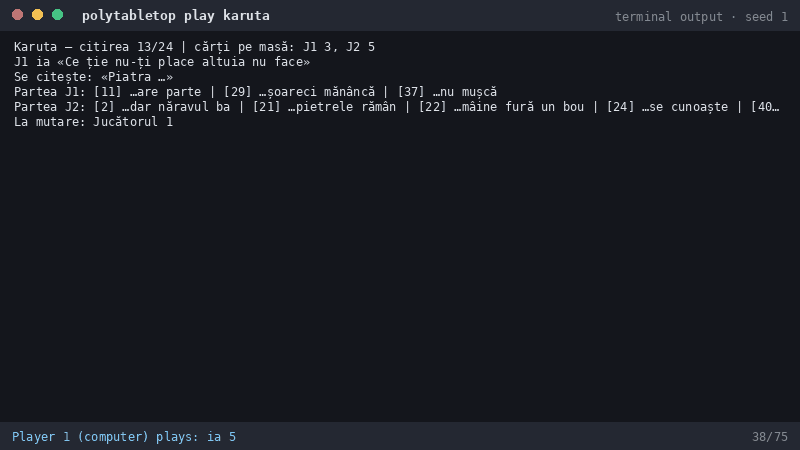 polytabletop play karuta
terminal output · seed 1
Karuta — citirea 13/24 | cărți pe masă: J1 3, J2 5
J1 ia «Ce ție nu-ți place altuia nu face»
Se citește: «Piatra …»
Partea J1: [11] …are parte | [29] …șoareci mănâncă | [37] …nu mușcă
Partea J2: [2] …dar năravul ba | [21] …pietrele rămân | [22] …mâine fură un bou | [24] …se cunoaște | [40…
La mutare: Jucătorul 1
Player 1 (computer) plays: ia 5
38/75